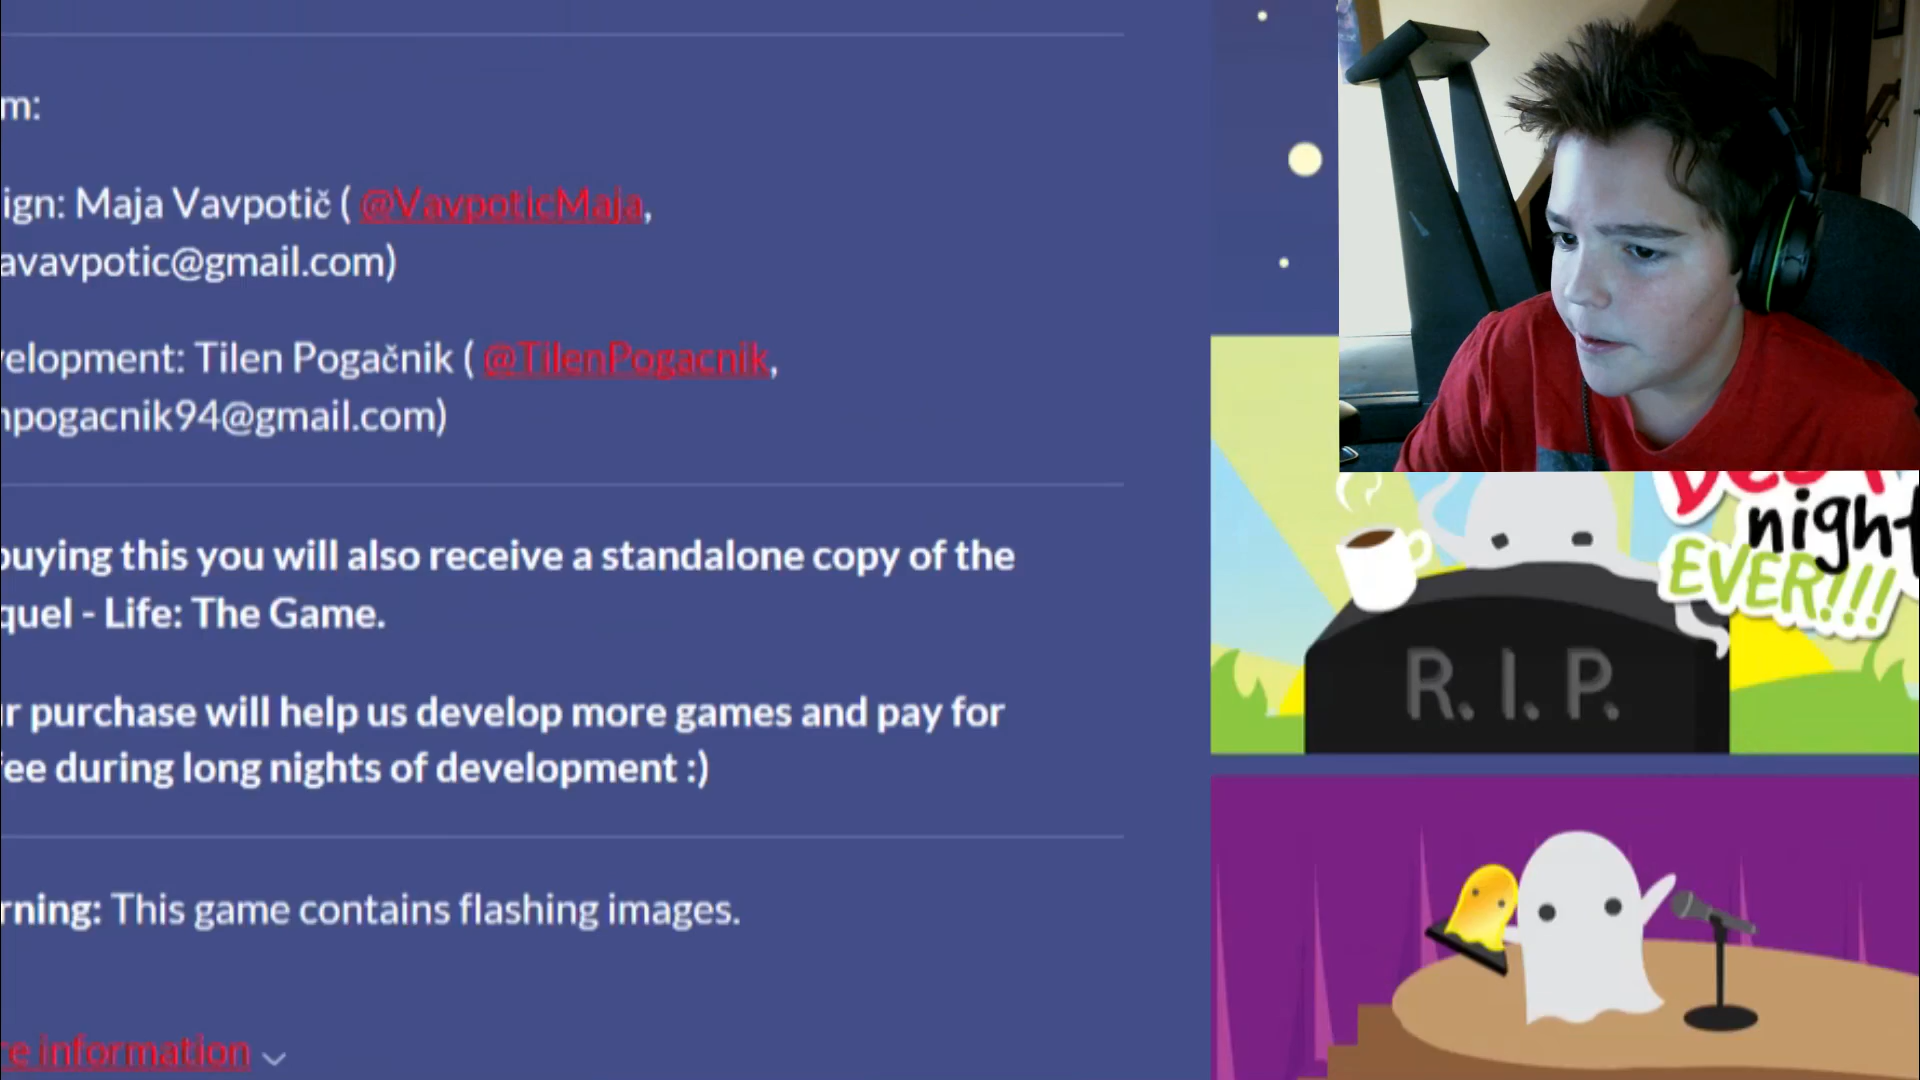 m:
ign: Maja Vavpotič ( @VavpoticMaja,
avavpotic@gmail.com)
velopment: Tilen Pogačnik ( @TilenPogacnik,
npogacnik94@gmail.com)
buying this you will also receive a standalone copy of the
quel - Life: The Game.
r purchase will help us develop more games and pay for
fee during long nights of development :)
rning: This game contains flashing images.
re information
night
EVER!!!
R. I. P.